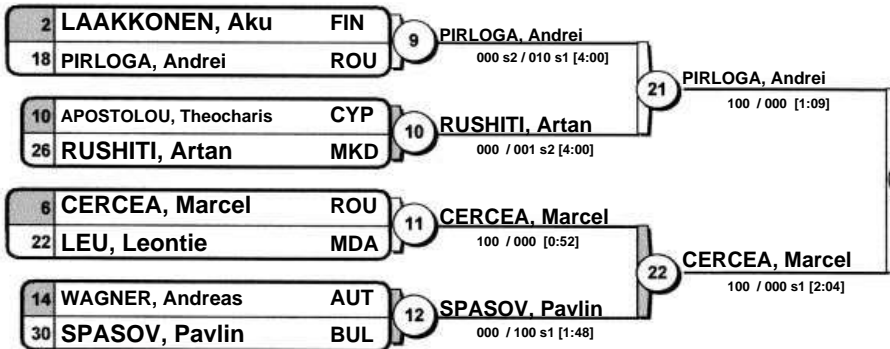 2 LAAKKONEN, Aku FIN
18 PIRLOGA, Andrei ROU
9
PIRLOGA, Andrei
000 s2 / 010 s1 [4:00]
10 APOSTOLOU, Theocharis CYP
26 RUSHITI, Artan MKD
10
RUSHITI, Artan
000 / 001 s2 [4:00]
21
PIRLOGA, Andrei
100 / 000 [1:09]
6 CERCEA, Marcel ROU
22 LEU, Leontie MDA
11
CERCEA, Marcel
100 / 000 [0:52]
14 WAGNER, Andreas AUT
30 SPASOV, Pavlin BUL
12
SPASOV, Pavlin
000 / 100 s1 [1:48]
22
CERCEA, Marcel
100 / 000 s1 [2:04]